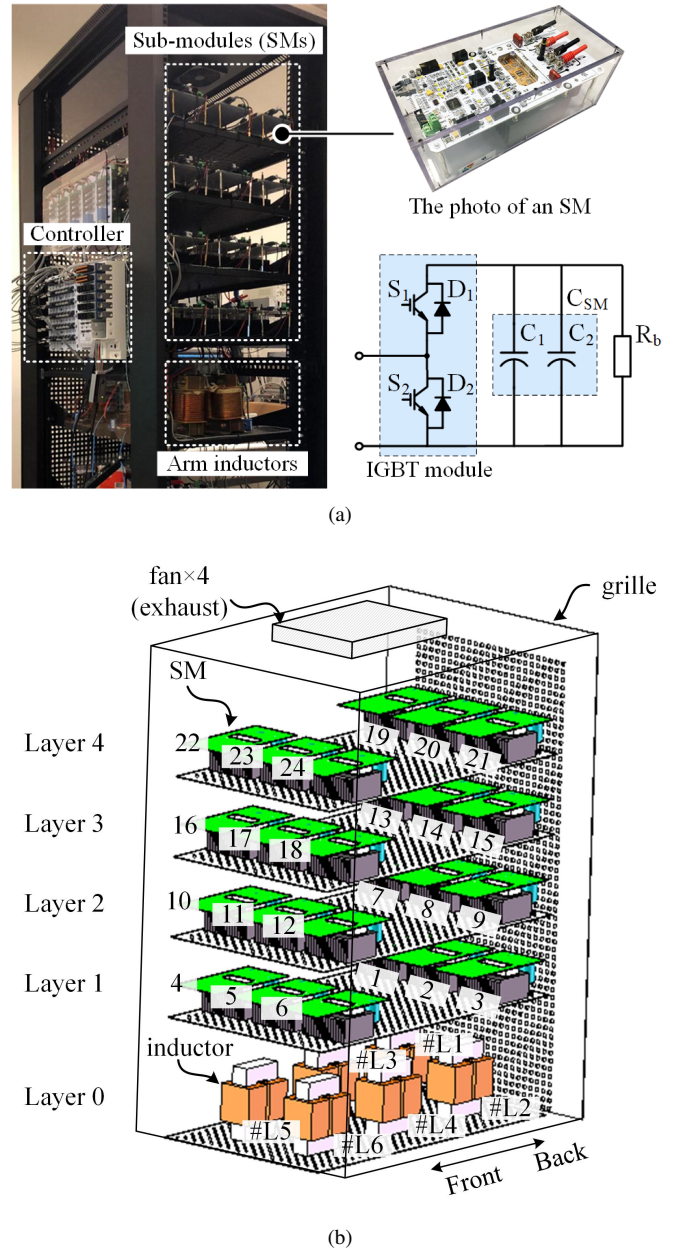 Sub-modules (SMs)
The photo of an SM
Controller
Arm inductors
S1
D1
CSM
C1
C2
Rb
S2
D2
IGBT module
(a)
fan×4
(exhaust)
grille
SM
Layer 4
22
23
24
19
20
21
Layer 3
16
17
18
13
14
15
Layer 2
10
11
12
7
8
9
Layer 1
4
5
6
1
2
3
inductor
Layer 0
#L3
#L1
#L5
#L6
#L4
#L2
Front
Back
(b)